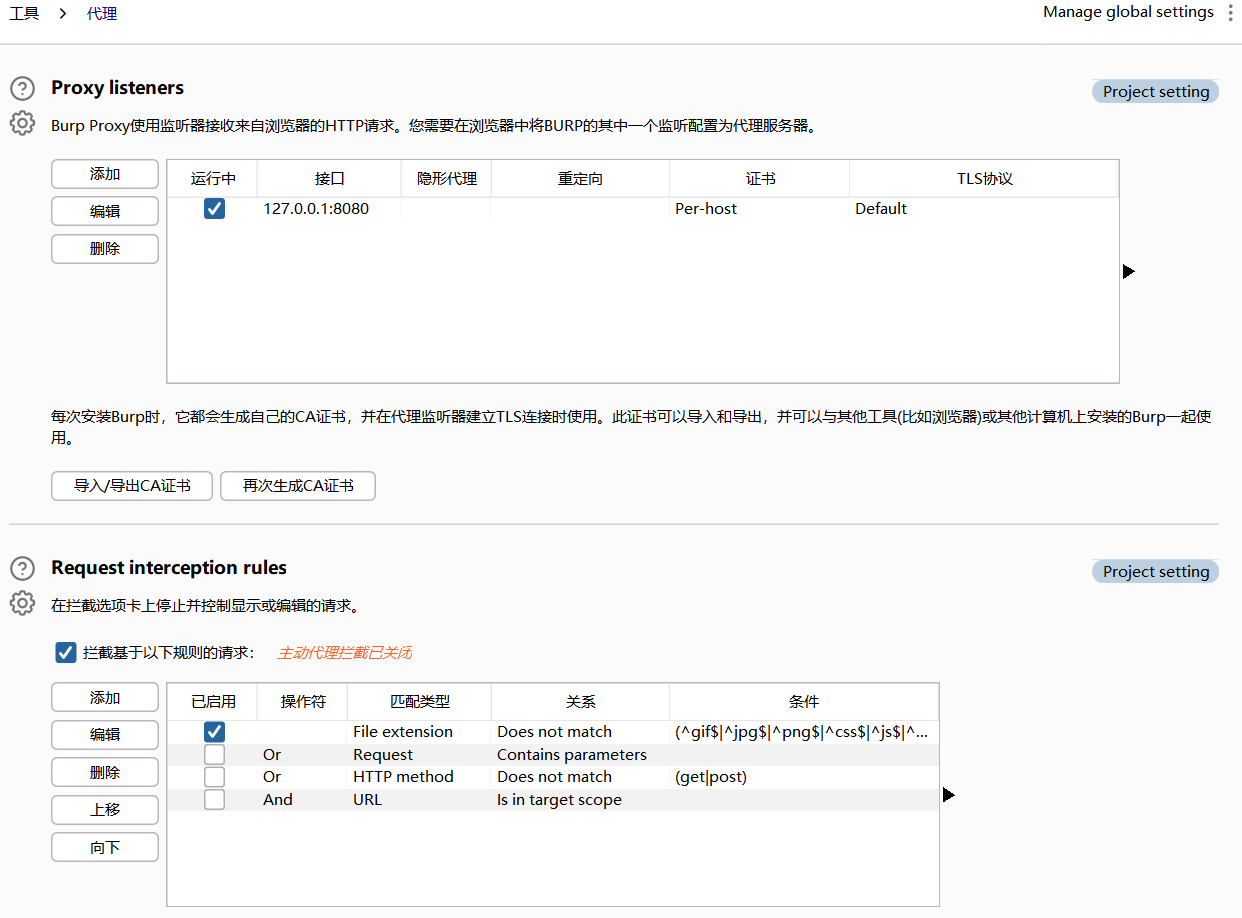 工具 > 代理
Manage global settings
Proxy listeners
Project setting
Burp Proxy使用监听器接收来自浏览器的HTTP请求。您需要在浏览器中将BURP的其中一个监听配置为代理服务器。
添加
编辑
删除
运行中 接口 隐形代理 重定向 证书 TLS协议
127.0.0.1:8080 Per-host Default
每次安装Burp时，它都会生成自己的CA证书，并在代理监听器建立TLS连接时使用。此证书可以导入和导出，并可以与其他工具(比如浏览器)或其他计算机上安装的Burp一起使
用。
导入/导出CA证书 再次生成CA证书
Request interception rules
Project setting
在拦截选项卡上停止并控制显示或编辑的请求。
拦截基于以下规则的请求： 主动代理拦截已关闭
添加
编辑
删除
上移
向下
已启用 操作符 匹配类型 关系 条件
File extension Does not match (^gif$|^jpg$|^png$|^css$|^js$|^...
Or Request Contains parameters
Or HTTP method Does not match (get|post)
And URL Is in target scope